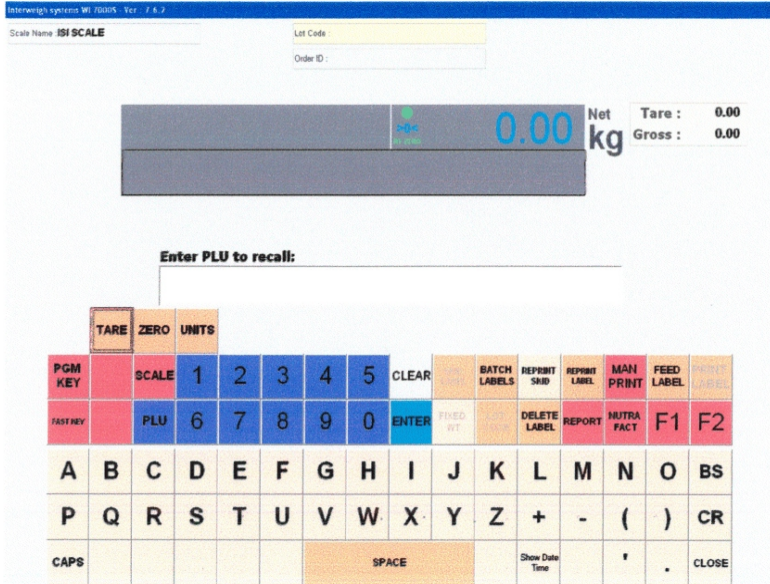 Interweigh systems WI 7000S - Ver : 7.6.2
Scale Name : ISI SCALE
Lot Code :
Order ID :
>0<
0.00 Net kg
Tare : 0.00
Gross : 0.00
Enter PLU to recall:
TARE ZERO UNITS
PGM KEY SCALE 1 2 3 4 5 CLEAR BATCH LABELS REPRINT SKID REPRINT LABEL MAN PRINT FEED LABEL PRINT LABEL
FAST KEY PLU 6 7 8 9 0 ENTER FIXED WT DELETE LABEL REPORT NUTRA FACT F1 F2
A B C D E F G H I J K L M N O BS
P Q R S T U V W X Y Z + - ( ) CR
CAPS SPACE Show Date Time ' . CLOSE